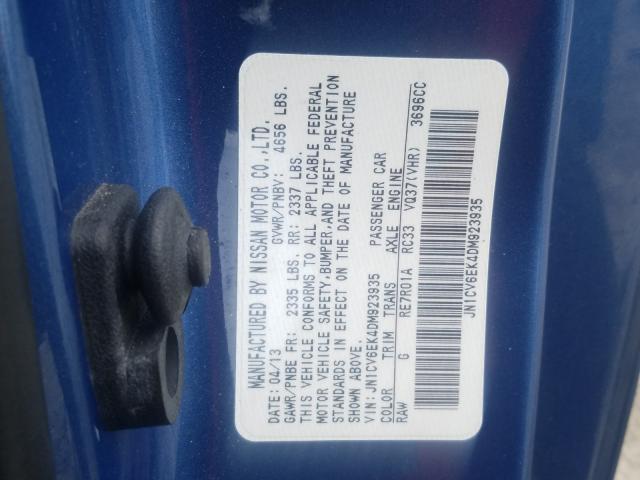 MANUFACTURED BY NISSAN MOTOR CO.,LTD.
DATE: 04/13 GVWR/PNBV: 4656 LBS.
GAWR/PNBE FR: 2335 LBS. RR: 2337 LBS.
THIS VEHICLE CONFORMS TO ALL APPLICABLE FEDERAL
MOTOR VEHICLE SAFETY,BUMPER,AND THEFT PREVENTION
STANDARDS IN EFFECT ON THE DATE OF MANUFACTURE
SHOWN ABOVE.
VIN:JN1CV6EK4DM923935 PASSENGER CAR
COLOR TRIM TRANS AXLE ENGINE
RAW G RE7R01A RC33 VQ37(VHR) 3696CC
JN1CV6EK4DM923935